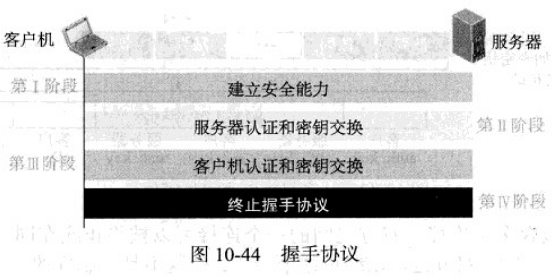 客户机
服务器
第Ⅰ阶段
建立安全能力
服务器认证和密钥交换
第Ⅱ阶段
第Ⅲ阶段
客户机认证和密钥交换
终止握手协议
第Ⅳ阶段
图 10-44 握手协议